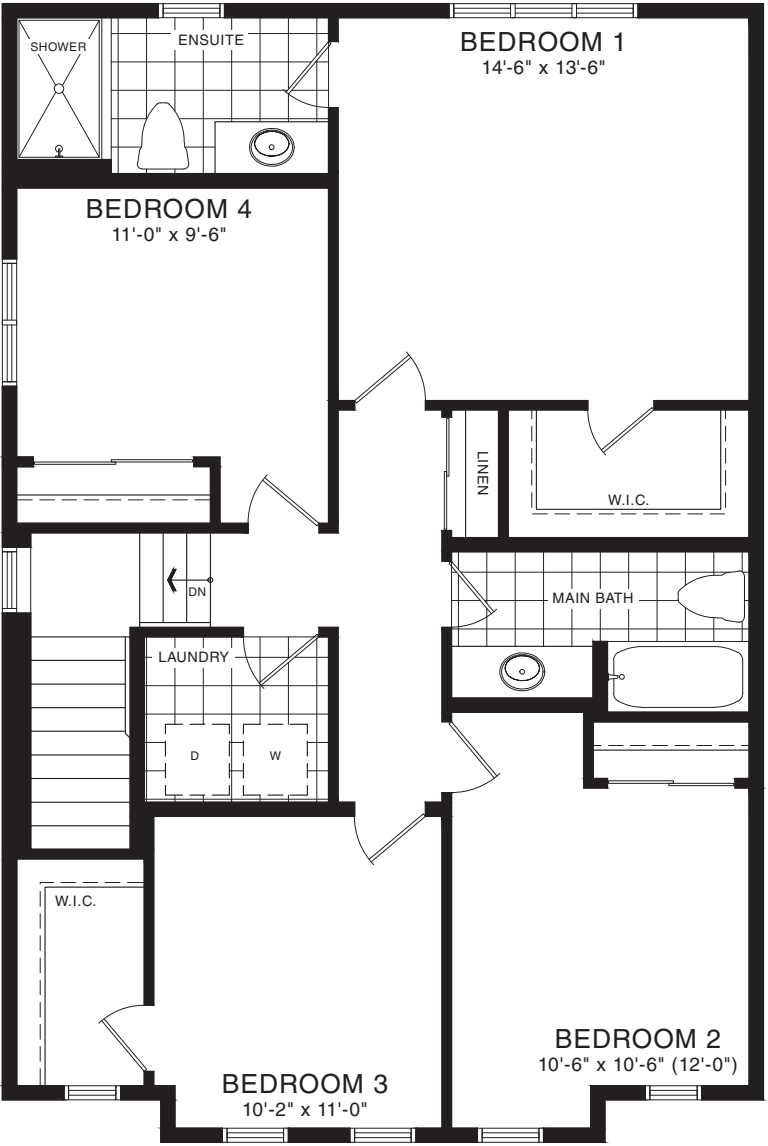 SHOWER
ENSUITE
BEDROOM 1
14'-6" x 13'-6"
BEDROOM 4
11'-0" x 9'-6"
LINEN
W.I.C.
DN
MAIN BATH
LAUNDRY
D
W
W.I.C.
BEDROOM 2
10'-6" x 10'-6" (12'-0")
BEDROOM 3
10'-2" x 11'-0"